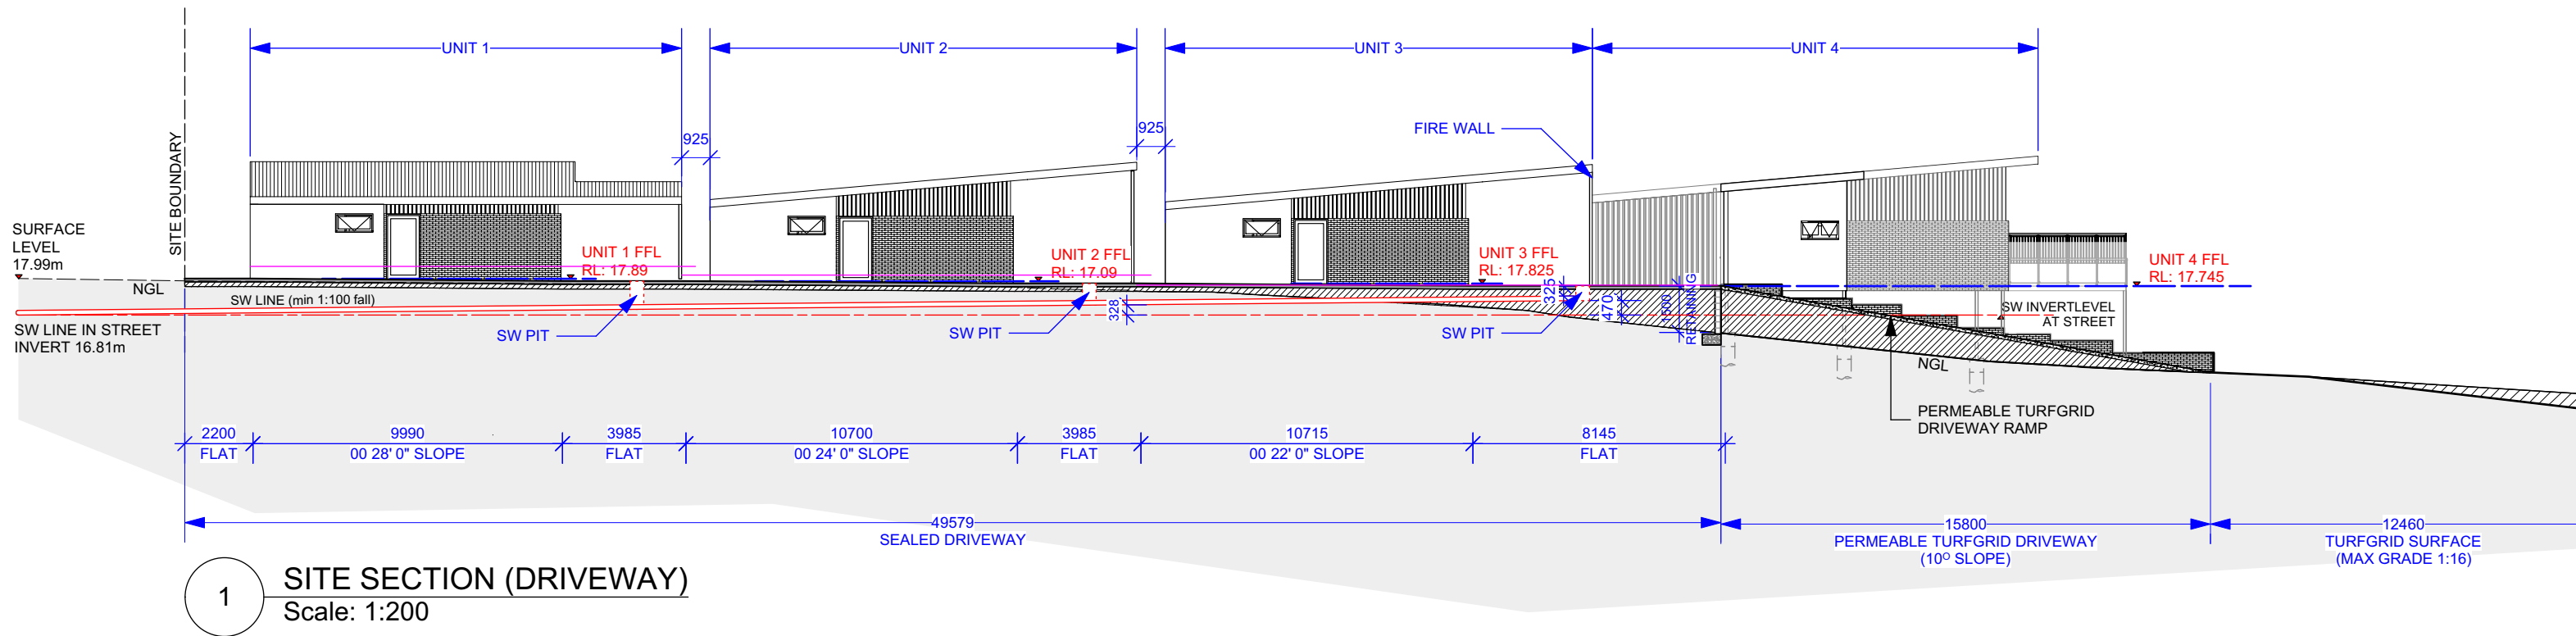 UNIT 1
UNIT 2
UNIT 3
UNIT 4
925
925
FIRE WALL
SITE BOUNDARY
SURFACE
LEVEL
17.99m
NGL
UNIT 1 FFL
RL: 17.89
UNIT 2 FFL
RL: 17.09
UNIT 3 FFL
RL: 17.825
UNIT 4 FFL
RL: 17.745
SW LINE (min 1:100 fall)
SW LINE IN STREET
INVERT 16.81m
SW PIT
SW PIT
SW PIT
328
325
470
1500
RETAINING
SW INVERTLEVEL
AT STREET
NGL
PERMEABLE TURFGRID
DRIVEWAY RAMP
2200
FLAT
9990
00 28' 0" SLOPE
3985
FLAT
10700
00 24' 0" SLOPE
3985
FLAT
10715
00 22' 0" SLOPE
8145
FLAT
49579
SEALED DRIVEWAY
15800
PERMEABLE TURFGRID DRIVEWAY
(10º SLOPE)
12460
TURFGRID SURFACE
(MAX GRADE 1:16)
1
SITE SECTION (DRIVEWAY)
Scale: 1:200